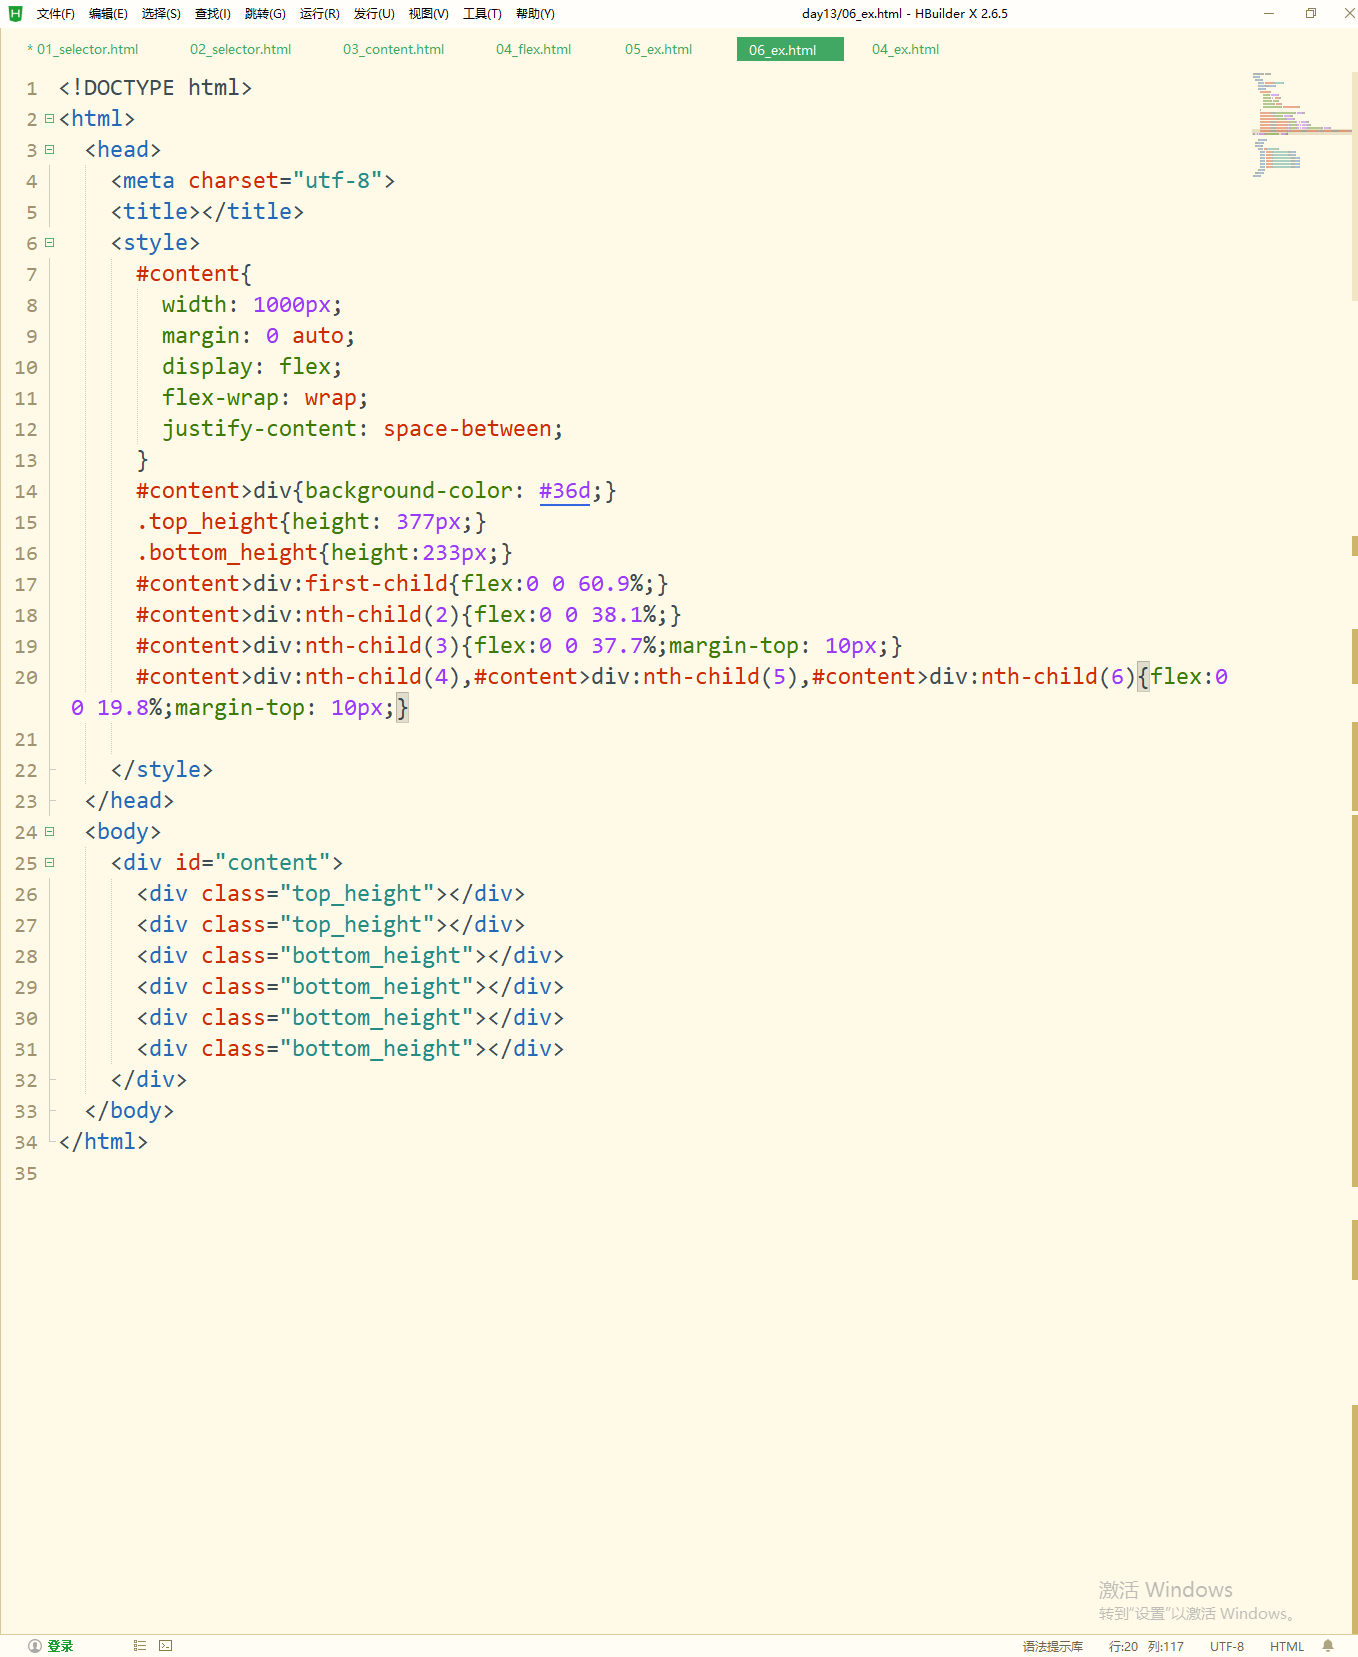 文件(F) 编辑(E) 选择(S) 查找(I) 跳转(G) 运行(R) 发行(U) 视图(V) 工具(T) 帮助(Y) day13/06_ex.html - HBuilder X 2.6.5
* 01_selector.html 02_selector.html 03_content.html 04_flex.html 05_ex.html 06_ex.html 04_ex.html
1 <!DOCTYPE html>
2 <html>
3 <head>
4 <meta charset="utf-8">
5 <title></title>
6 <style>
7 #content{
8 width: 1000px;
9 margin: 0 auto;
10 display: flex;
11 flex-wrap: wrap;
12 justify-content: space-between;
13 }
14 #content>div{background-color: #36d;}
15 .top_height{height: 377px;}
16 .bottom_height{height:233px;}
17 #content>div:first-child{flex:0 0 60.9%;}
18 #content>div:nth-child(2){flex:0 0 38.1%;}
19 #content>div:nth-child(3){flex:0 0 37.7%;margin-top: 10px;}
20 #content>div:nth-child(4),#content>div:nth-child(5),#content>div:nth-child(6){flex:0
0 19.8%;margin-top: 10px;}
21
22 </style>
23 </head>
24 <body>
25 <div id="content">
26 <div class="top_height"></div>
27 <div class="top_height"></div>
28 <div class="bottom_height"></div>
29 <div class="bottom_height"></div>
30 <div class="bottom_height"></div>
31 <div class="bottom_height"></div>
32 </div>
33 </body>
34 </html>
35
激活 Windows
转到“设置”以激活 Windows。
登录 语法提示库 行:20 列:117 UTF-8 HTML